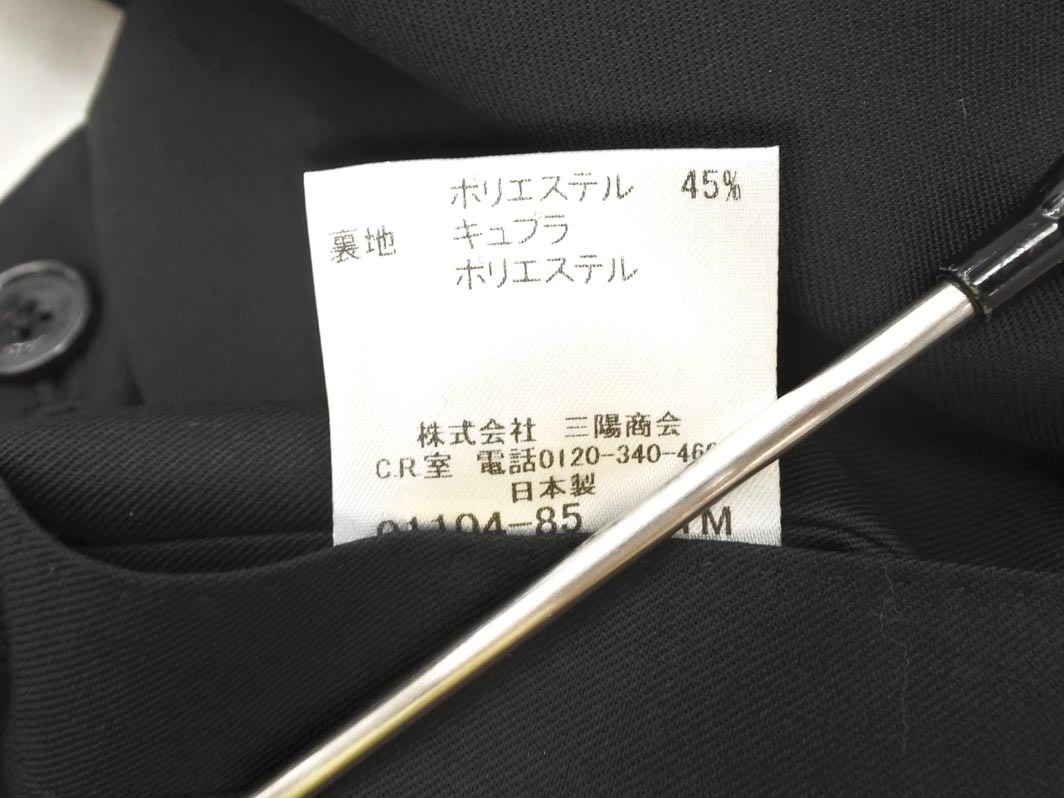 ポリエステル 45%
裏地 キュプラ
ポリエステル
株式会社 三陽商会
C.R室 電話0120-340-46
日本製
01104-85